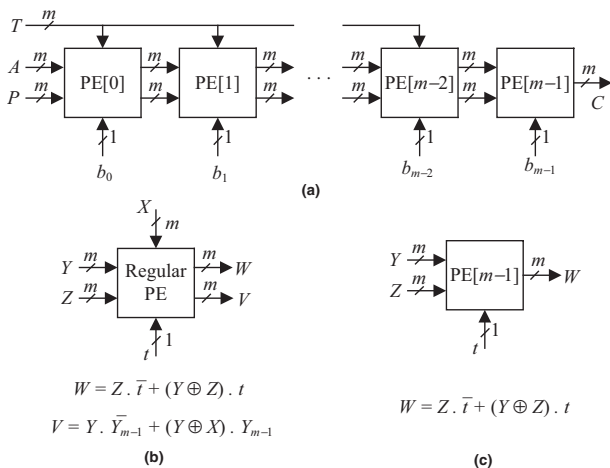 T m
A m PE[0] m PE[1] m . . . m PE[m−2] m PE[m−1] m
P m m m m m C
1 1 1 1
b₀ b₁ bₘ₋₂ bₘ₋₁
(a)
X m
Y m Regular PE m W
Z m m V
t 1
W = Z . t̅ + (Y ⊕ Z) . t
V = Y . Y̅ₘ₋₁ + (Y ⊕ X) . Yₘ₋₁
(b)
Y m PE[m−1] m W
Z m
t 1
W = Z . t̅ + (Y ⊕ Z) . t
(c)